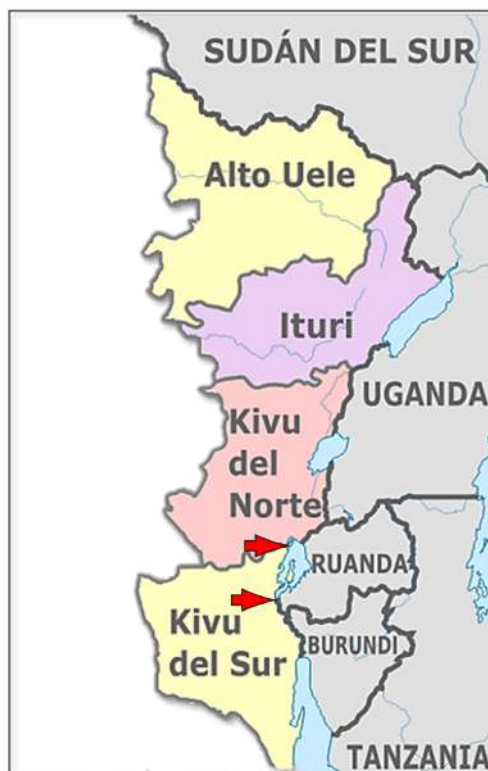 SUDÁN DEL SUR
Alto Uele
Ituri
UGANDA
Kivu
del
Norte
RUANDA
Kivu
del Sur
BURUNDI
TANZANIA